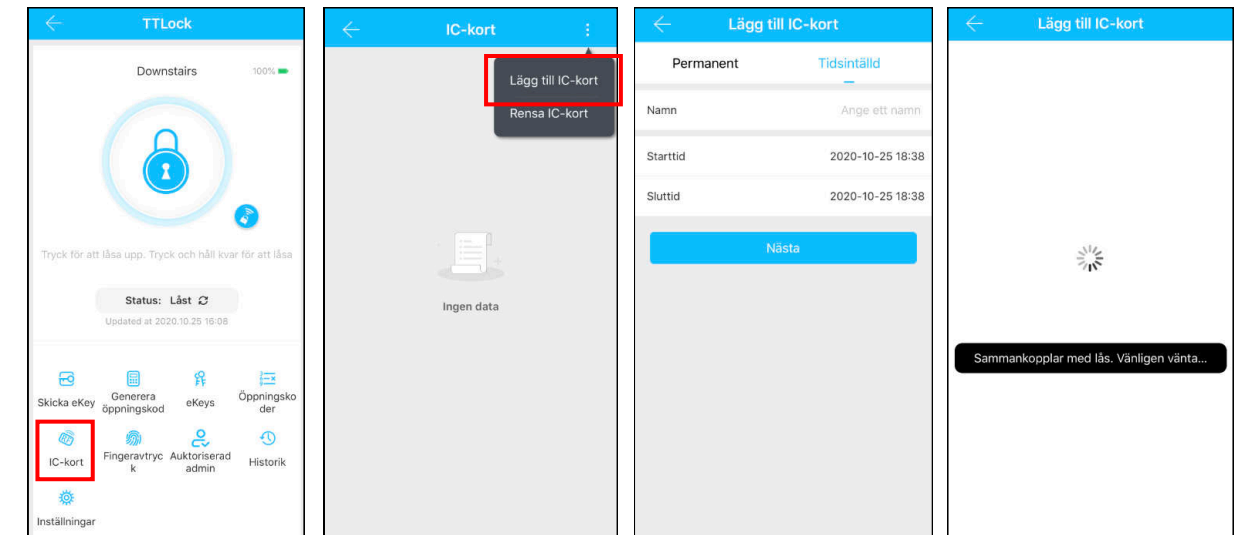 TTLock
Downstairs
100%
Tryck för att låsa upp. Tryck och håll kvar för att låsa
Status: Låst
Updated at 2020.10.25 16:08
Skicka eKey
Generera
öppningskod
eKeys
Öppningsko
der
IC-kort
Fingeravtryc
k
Auktoriserad
admin
Historik
Inställningar
IC-kort
Lägg till IC-kort
Rensa IC-kort
Ingen data
Lägg till IC-kort
Permanent
Tidsintälld
Namn
Ange ett namn
Starttid
2020-10-25 18:38
Sluttid
2020-10-25 18:38
Nästa
Lägg till IC-kort
Sammankopplar med lås. Vänligen vänta...